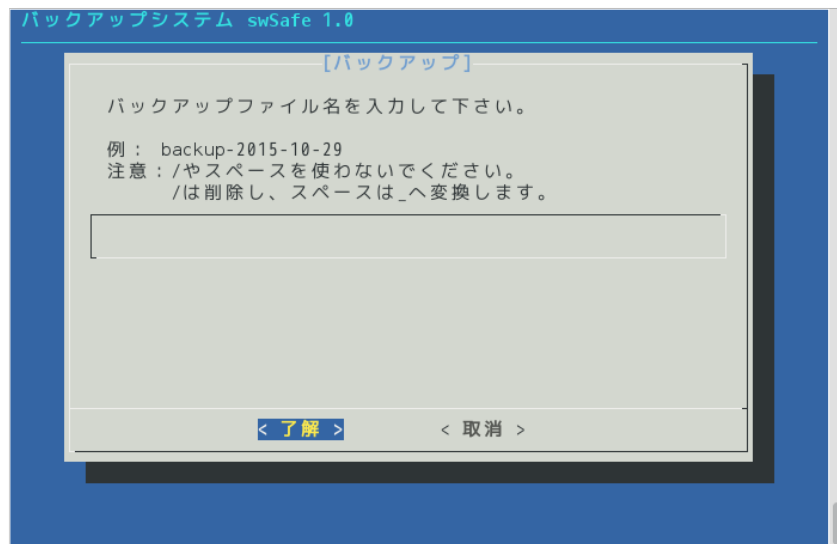 バックアップシステム swSafe 1.0
[バックアップ]
バックアップファイル名を入力して下さい。
例： backup-2015-10-29
注意：/やスペースを使わないでください。
/は削除し、スペースは_へ変換します。
< 了解 > < 取消 >